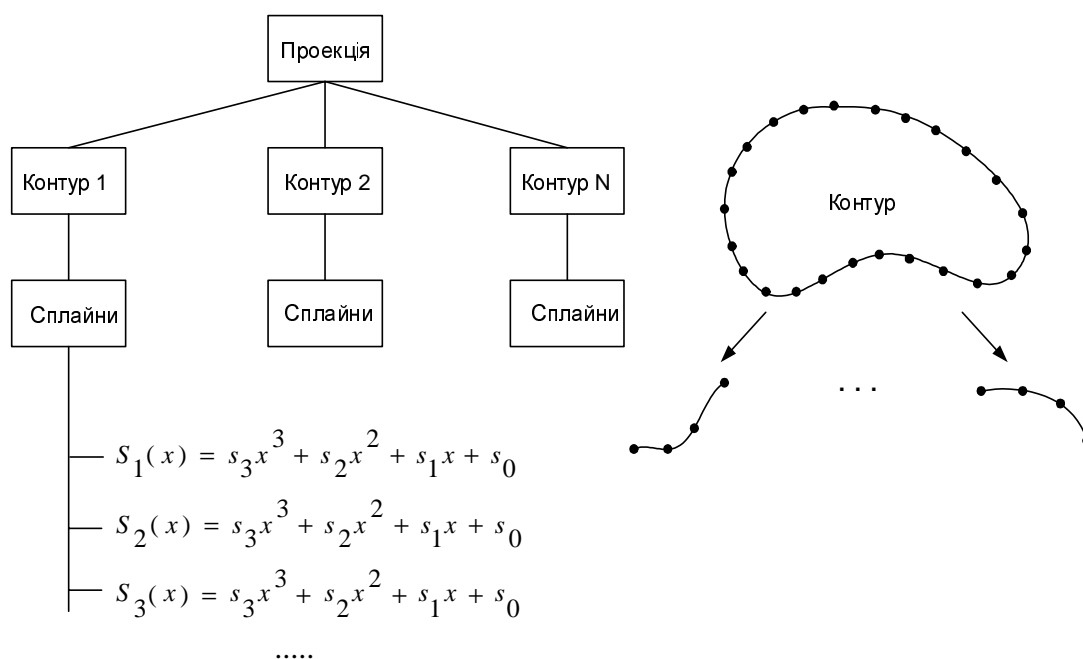 Проекція
Контур 1
Контур 2
Контур N
Контур
Сплайни
Сплайни
Сплайни
. . .
S₁(x) = s₃x³ + s₂x² + s₁x + s₀
S₂(x) = s₃x³ + s₂x² + s₁x + s₀
S₃(x) = s₃x³ + s₂x² + s₁x + s₀
.....